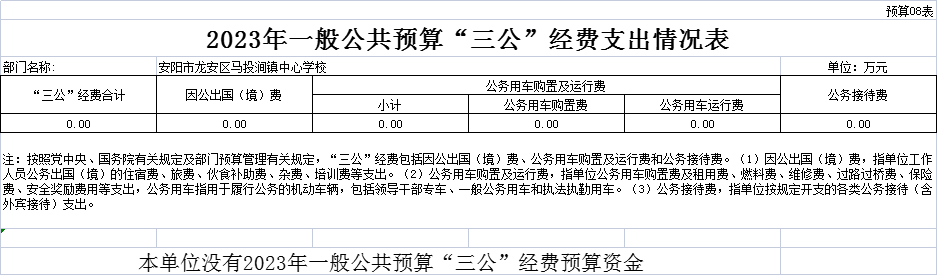 预算08表
2023年一般公共预算“三公”经费支出情况表
部门名称: 安阳市龙安区马投涧镇中心学校 单位：万元
“三公”经费合计 因公出国（境）费 公务用车购置及运行费 公务接待费
小计 公务用车购置费 公务用车运行费
0.00 0.00 0.00 0.00 0.00 0.00
注：按照党中央、国务院有关规定及部门预算管理有关规定，“三公”经费包括因公出国（境）费、公务用车购置及运行费和公务接待费。（1）因公出国（境）费，指单位工作
人员公务出国（境）的住宿费、旅费、伙食补助费、杂费、培训费等支出。（2）公务用车购置及运行费，指单位公务用车购置费及租用费、燃料费、维修费、过路过桥费、保险
费、安全奖励费用等支出，公务用车指用于履行公务的机动车辆，包括领导干部专车、一般公务用车和执法执勤用车。（3）公务接待费，指单位按规定开支的各类公务接待（含
外宾接待）支出。
本单位没有2023年一般公共预算“三公”经费预算资金